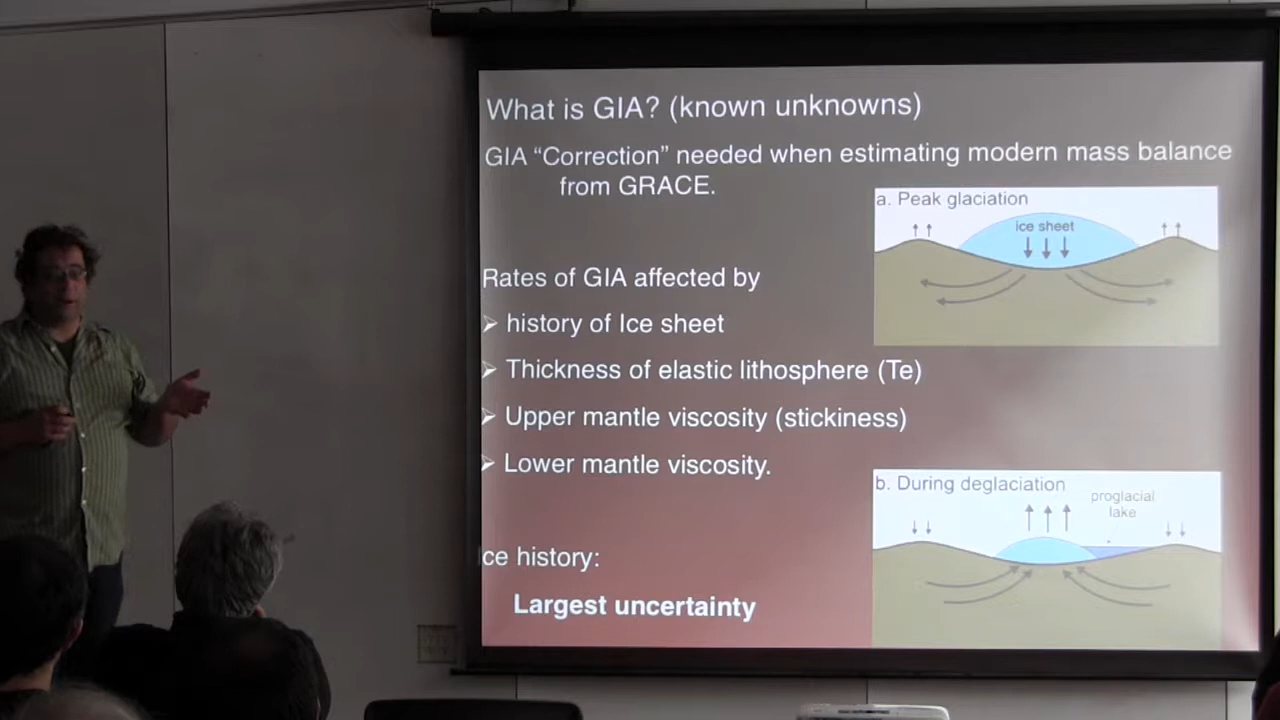 What is GIA? (known unknowns)
GIA “Correction” needed when estimating modern mass balance
from GRACE.
a. Peak glaciation
ice sheet
Rates of GIA affected by
➢ history of Ice sheet
➢ Thickness of elastic lithosphere (Te)
➢ Upper mantle viscosity (stickiness)
➢ Lower mantle viscosity.
b. During deglaciation
proglacial
lake
Ice history:
Largest uncertainty